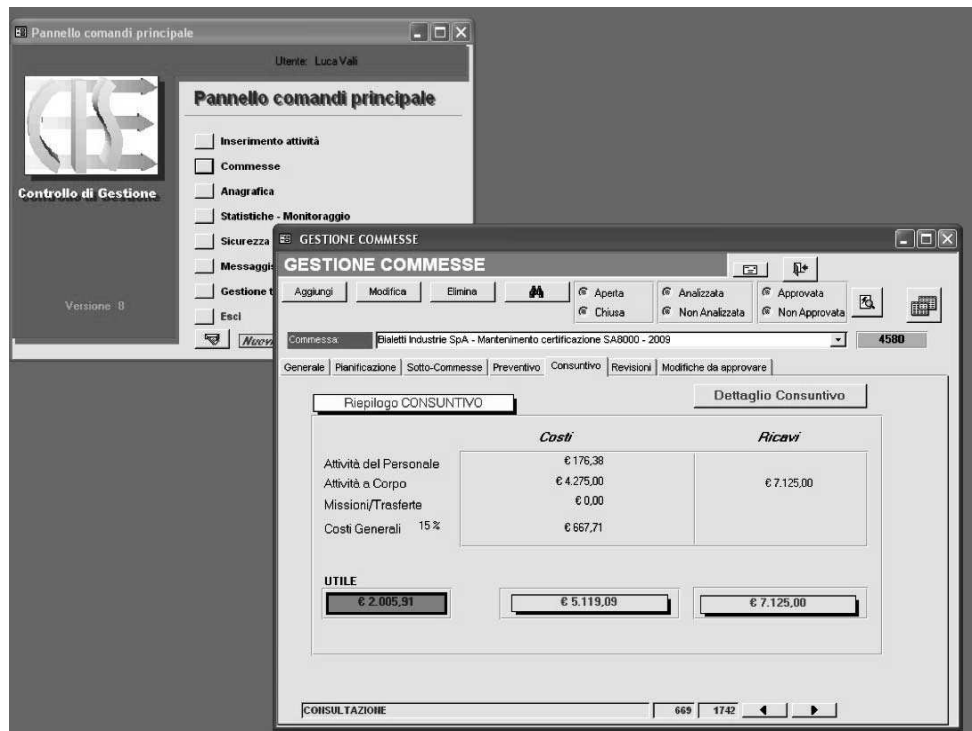 Pannello comandi principale
Utente: Luca Vali
Pannello comandi principale
Inserimento attività
Commesse
Anagrafica
Statistiche - Monitoraggio
Sicurezza
Messaggis
Gestione t
Esci
Nuovi
CIS
Controllo di Gestione
Versione 8
GESTIONE COMMESSE
GESTIONE COMMESSE
Aggiungi Modifica Elimina Aperta Analizzata Approvata
Chiusa Non Analizzata Non Approvata
Commessa: Bialetti Industrie SpA - Mantenimento certificazione SA8000 - 2009 4580
Generale Pianificazione Sotto-Commesse Preventivo Consuntivo Revisioni Modifiche da approvare
Riepilogo CONSUNTIVO Dettaglio Consuntivo
Costi Ricavi
Attività del Personale € 176,38
Attività a Corpo € 4.275,00 € 7.125,00
Missioni/Trasferte € 0,00
Costi Generali 15 % € 667,71
UTILE
€ 2.005,91 € 5.119,09 € 7.125,00
CONSULTAZIONE 669 1742